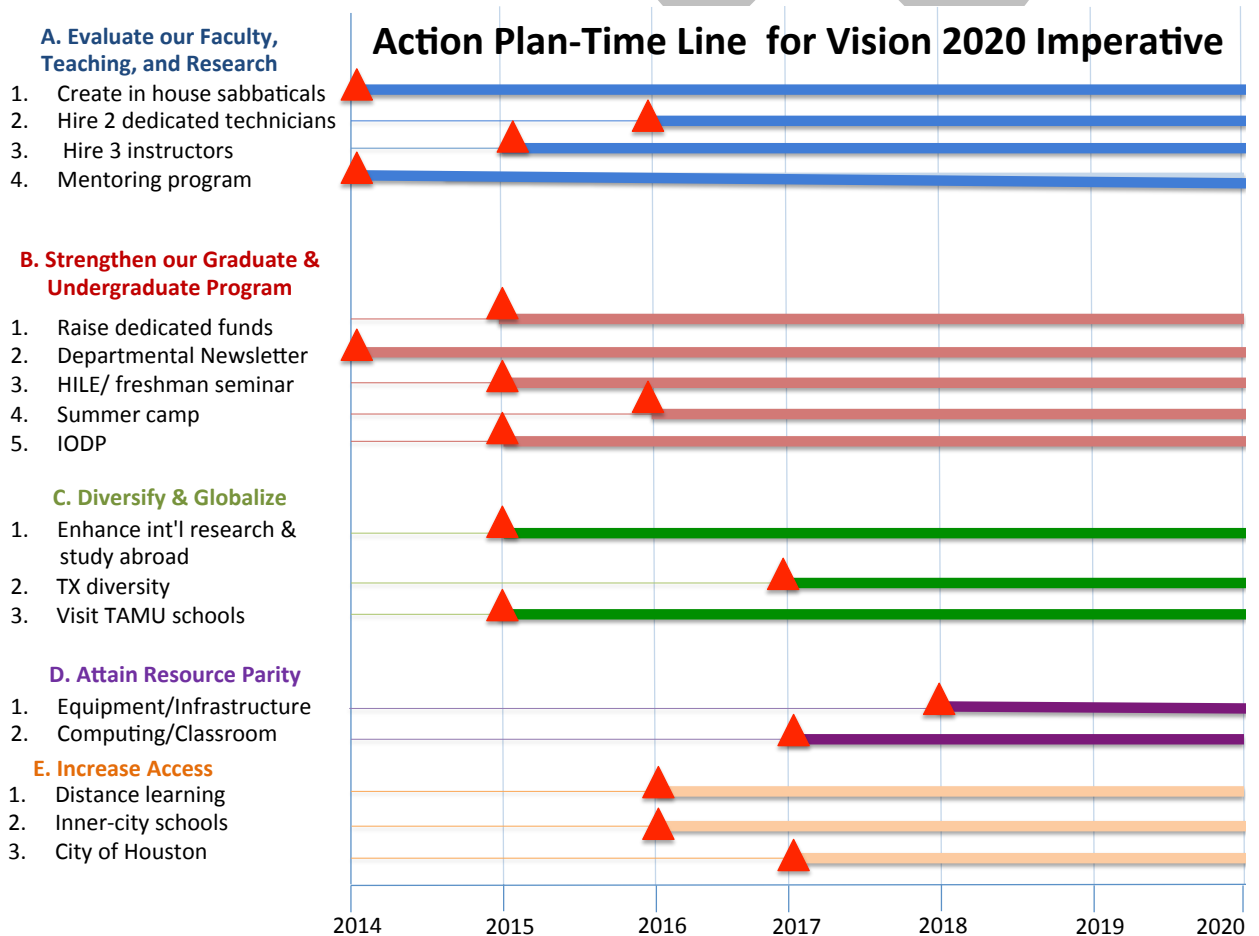 Action Plan-Time Line for Vision 2020 Imperative
A. Evaluate our Faculty,
Teaching, and Research
1. Create in house sabbaticals
2. Hire 2 dedicated technicians
3. Hire 3 instructors
4. Mentoring program
B. Strengthen our Graduate &
Undergraduate Program
1. Raise dedicated funds
2. Departmental Newsletter
3. HILE/ freshman seminar
4. Summer camp
5. IODP
C. Diversify & Globalize
1. Enhance int'l research &
study abroad
2. TX diversity
3. Visit TAMU schools
D. Attain Resource Parity
1. Equipment/Infrastructure
2. Computing/Classroom
E. Increase Access
1. Distance learning
2. Inner-city schools
3. City of Houston
2014 2015 2016 2017 2018 2019 2020